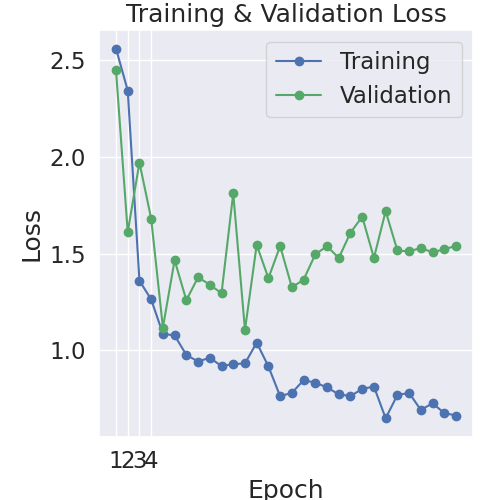 Training & Validation Loss
Training
Validation
2.5
2.0
1.5
1.0
Loss
1234
Epoch